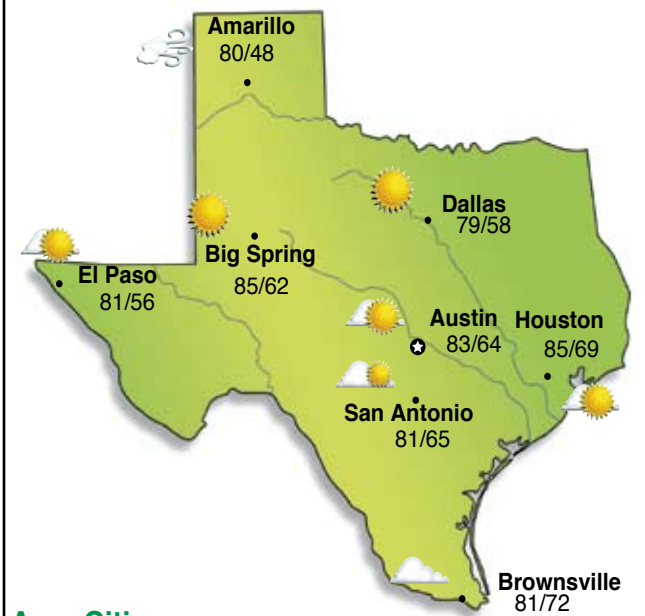 Amarillo
80/48
Dallas
79/58
Big Spring
85/62
El Paso
81/56
Austin
83/64
Houston
85/69
San Antonio
81/65
Brownsville
81/72